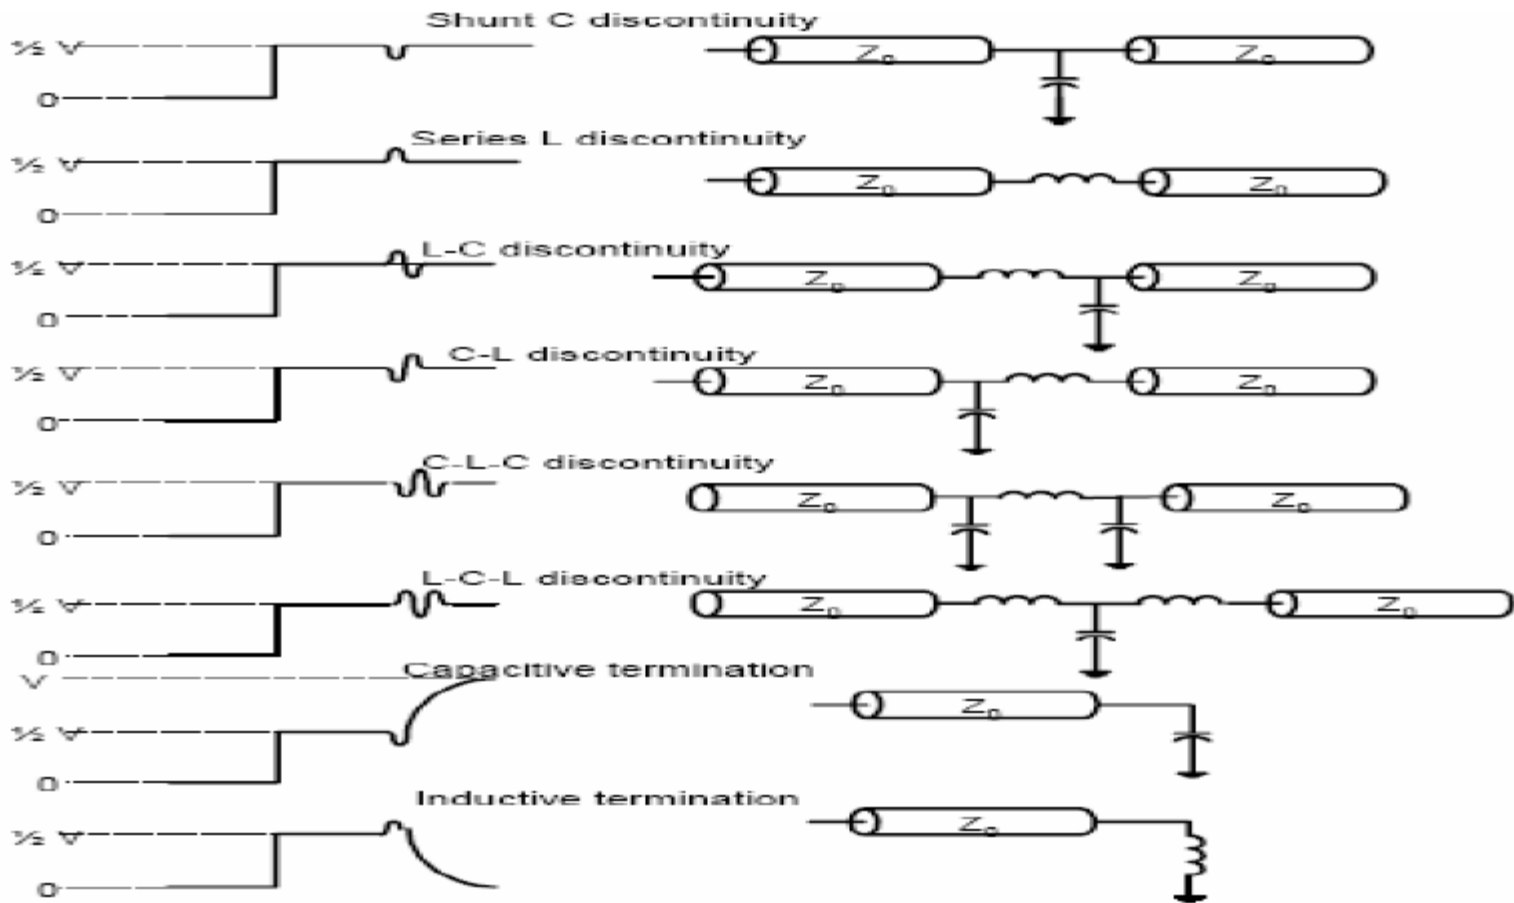 Shunt C discontinuity
½ V
Z₀ Z₀
0
Series L discontinuity
½ V
Z₀ Z₀
0
L-C discontinuity
½ V
Z₀ Z₀
0
C-L discontinuity
½ V
Z₀ Z₀
0
C-L-C discontinuity
½ V
Z₀ Z₀
0
L-C-L discontinuity
½ V
Z₀ Z₀
0
Capacitive termination
V
Z₀
½ V
0
Inductive termination
½ V
Z₀
0